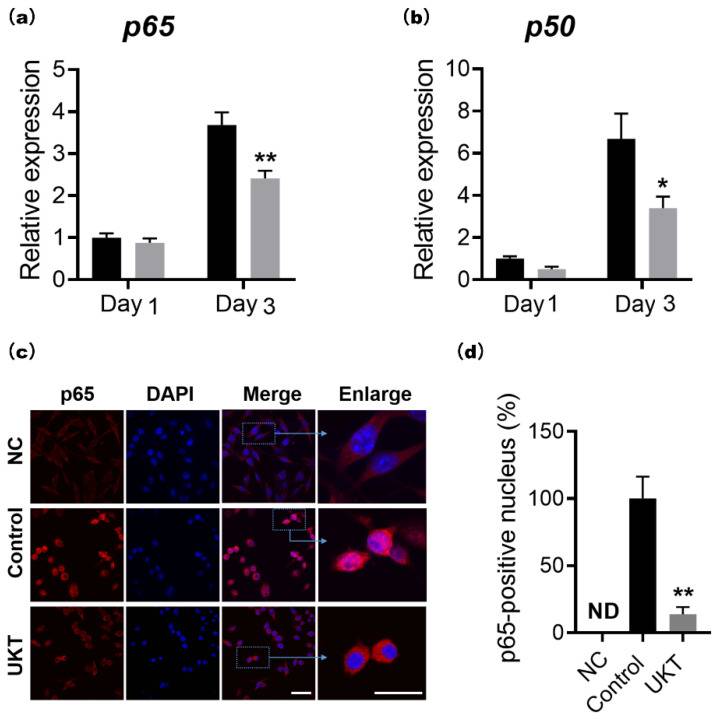 (a)
p65
Relative expression
5
4
3
2
1
0
**
Day 1
Day 3
(b)
p50
Relative expression
10
8
6
4
2
0
*
Day 1
Day 3
(c)
p65
DAPI
Merge
Enlarge
NC
Control
UKT
(d)
p65-positive nucleus (%)
150
100
50
0
ND
**
NC
Control
UKT